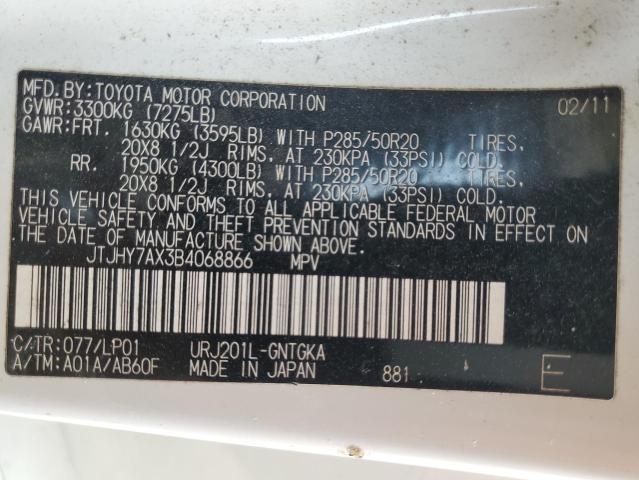 MFD.BY:TOYOTA MOTOR CORPORATION 02/11
GVWR:3300KG (7275LB)
GAWR:FRT. 1630KG (3595LB) WITH P285/50R20 TIRES,
20X8 1/2J RIMS, AT 230KPA (33PSI) COLD.
RR. 1950KG (4300LB) WITH P285/50R20 TIRES,
20X8 1/2J RIMS, AT 230KPA (33PSI) COLD.
THIS VEHICLE CONFORMS TO ALL APPLICABLE FEDERAL MOTOR
VEHICLE SAFETY AND THEFT PREVENTION STANDARDS IN EFFECT ON
THE DATE OF MANUFACTURE SHOWN ABOVE.
JTJHY7AX3B4068866 MPV
C/TR:077/LP01 URJ201L-GNTGKA
A/TM:A01A/AB60F MADE IN JAPAN 881 E